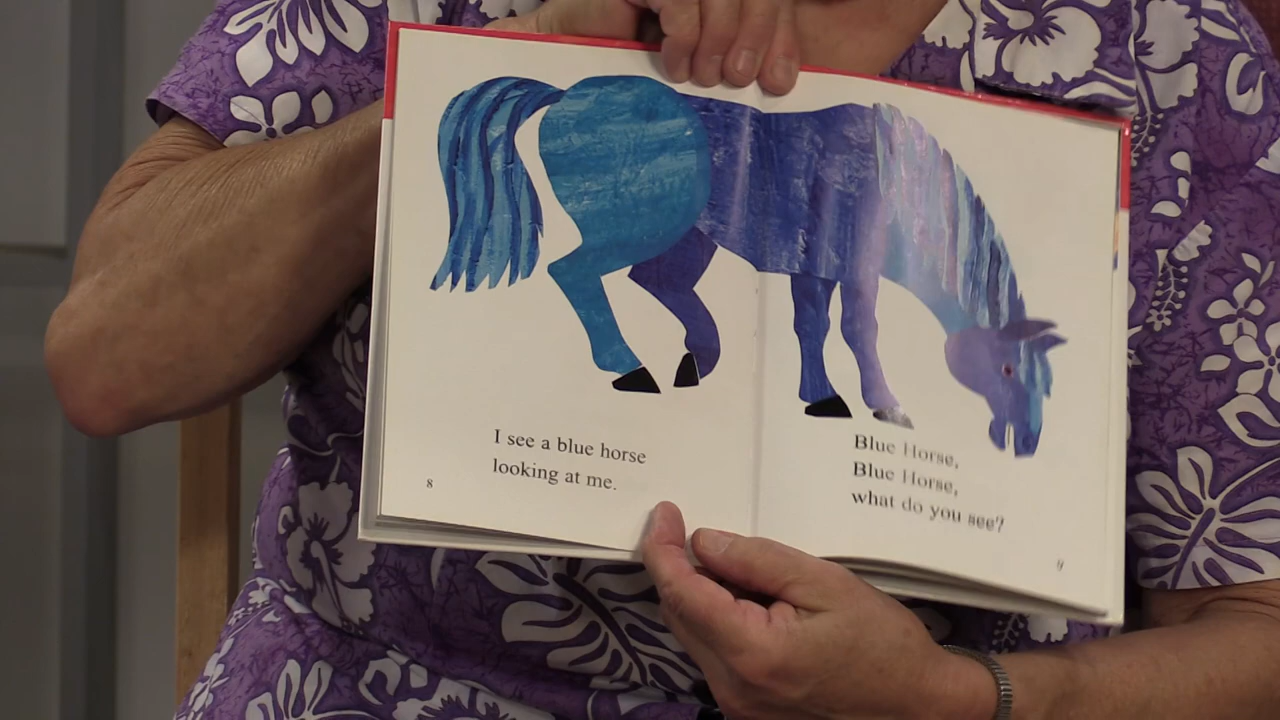 I see a blue horse
looking at me.
8
Blue Horse,
Blue Horse,
what do you see?
9